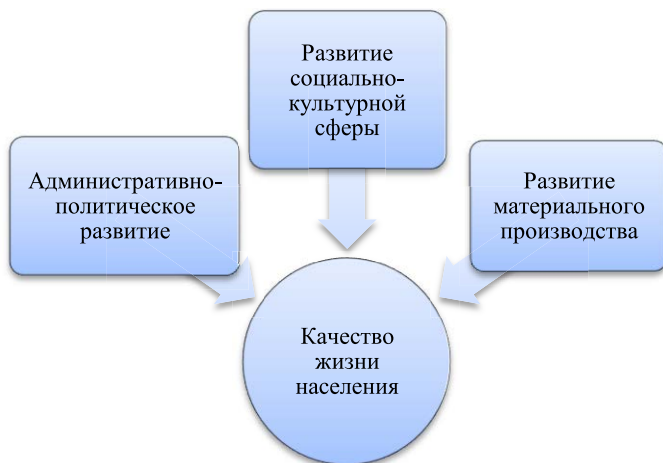 Развитие
социально-
культурной
сферы
Административно-
политическое
развитие
Развитие
материального
производства
Качество
жизни
населения